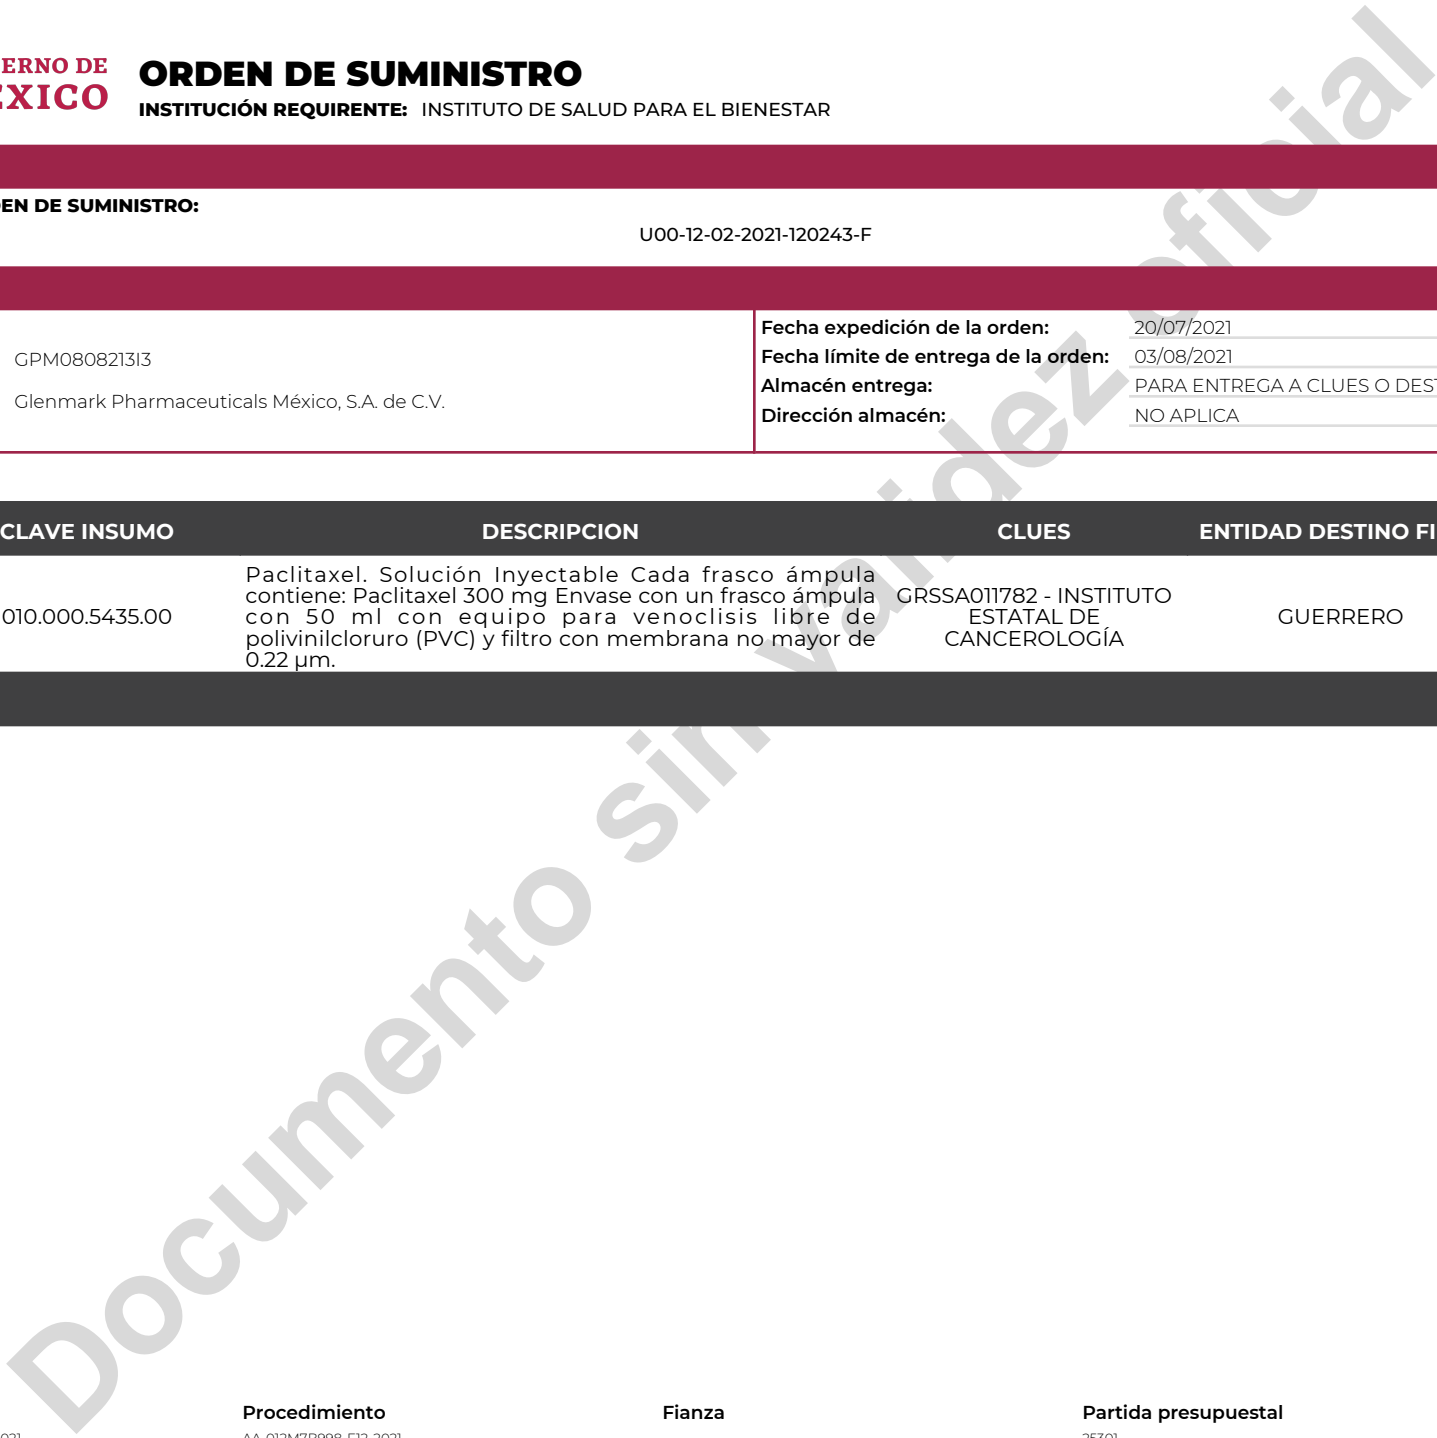 ERNO DE
ÉXICO
ORDEN DE SUMINISTRO
INSTITUCIÓN REQUIRENTE: INSTITUTO DE SALUD PARA EL BIENESTAR
EN DE SUMINISTRO:
U00-12-02-2021-120243-F
GPM0808213I3
Glenmark Pharmaceuticals México, S.A. de C.V.
Fecha expedición de la orden: 20/07/2021
Fecha límite de entrega de la orden: 03/08/2021
Almacén entrega: PARA ENTREGA A CLUES O DEST
Dirección almacén: NO APLICA
CLAVE INSUMO DESCRIPCION CLUES ENTIDAD DESTINO FI
010.000.5435.00
Paclitaxel. Solución Inyectable Cada frasco ámpula
contiene: Paclitaxel 300 mg Envase con un frasco ámpula
con 50 ml con equipo para venoclisis libre de
polivinilcloruro (PVC) y filtro con membrana no mayor de
0.22 µm.
GRSSA011782 - INSTITUTO
ESTATAL DE
CANCEROLOGÍA
GUERRERO
Documento sin validez oficial
Procedimiento Fianza Partida presupuestal